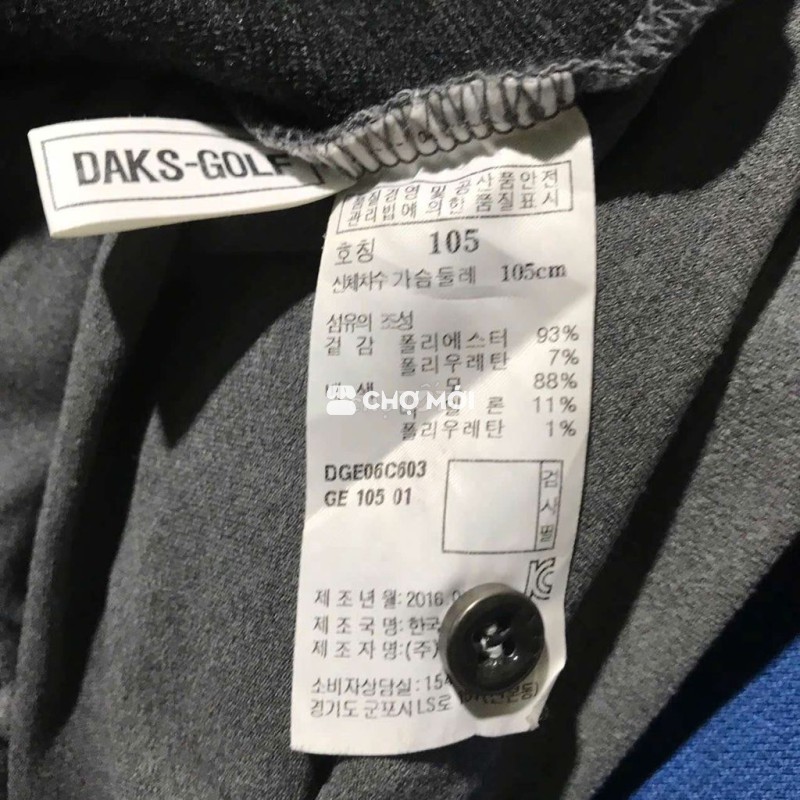 DAKS-GOLF
품질경영 및 공산품안전
관리법에 의한 품질표시
호칭 105
신체치수 가슴둘레 105cm
섬유의 조성
겉감 폴리에스터 93%
폴리우레탄 7%
배색 모 88%
론 11%
폴리우레탄 1%
CHỢ MỚI
DGE06C603
GE 105 01
검사필
제조년월: 2016
제조국명: 한국
제조자명: (주)
소비자상담실: 154
경기도 군포시 LS로